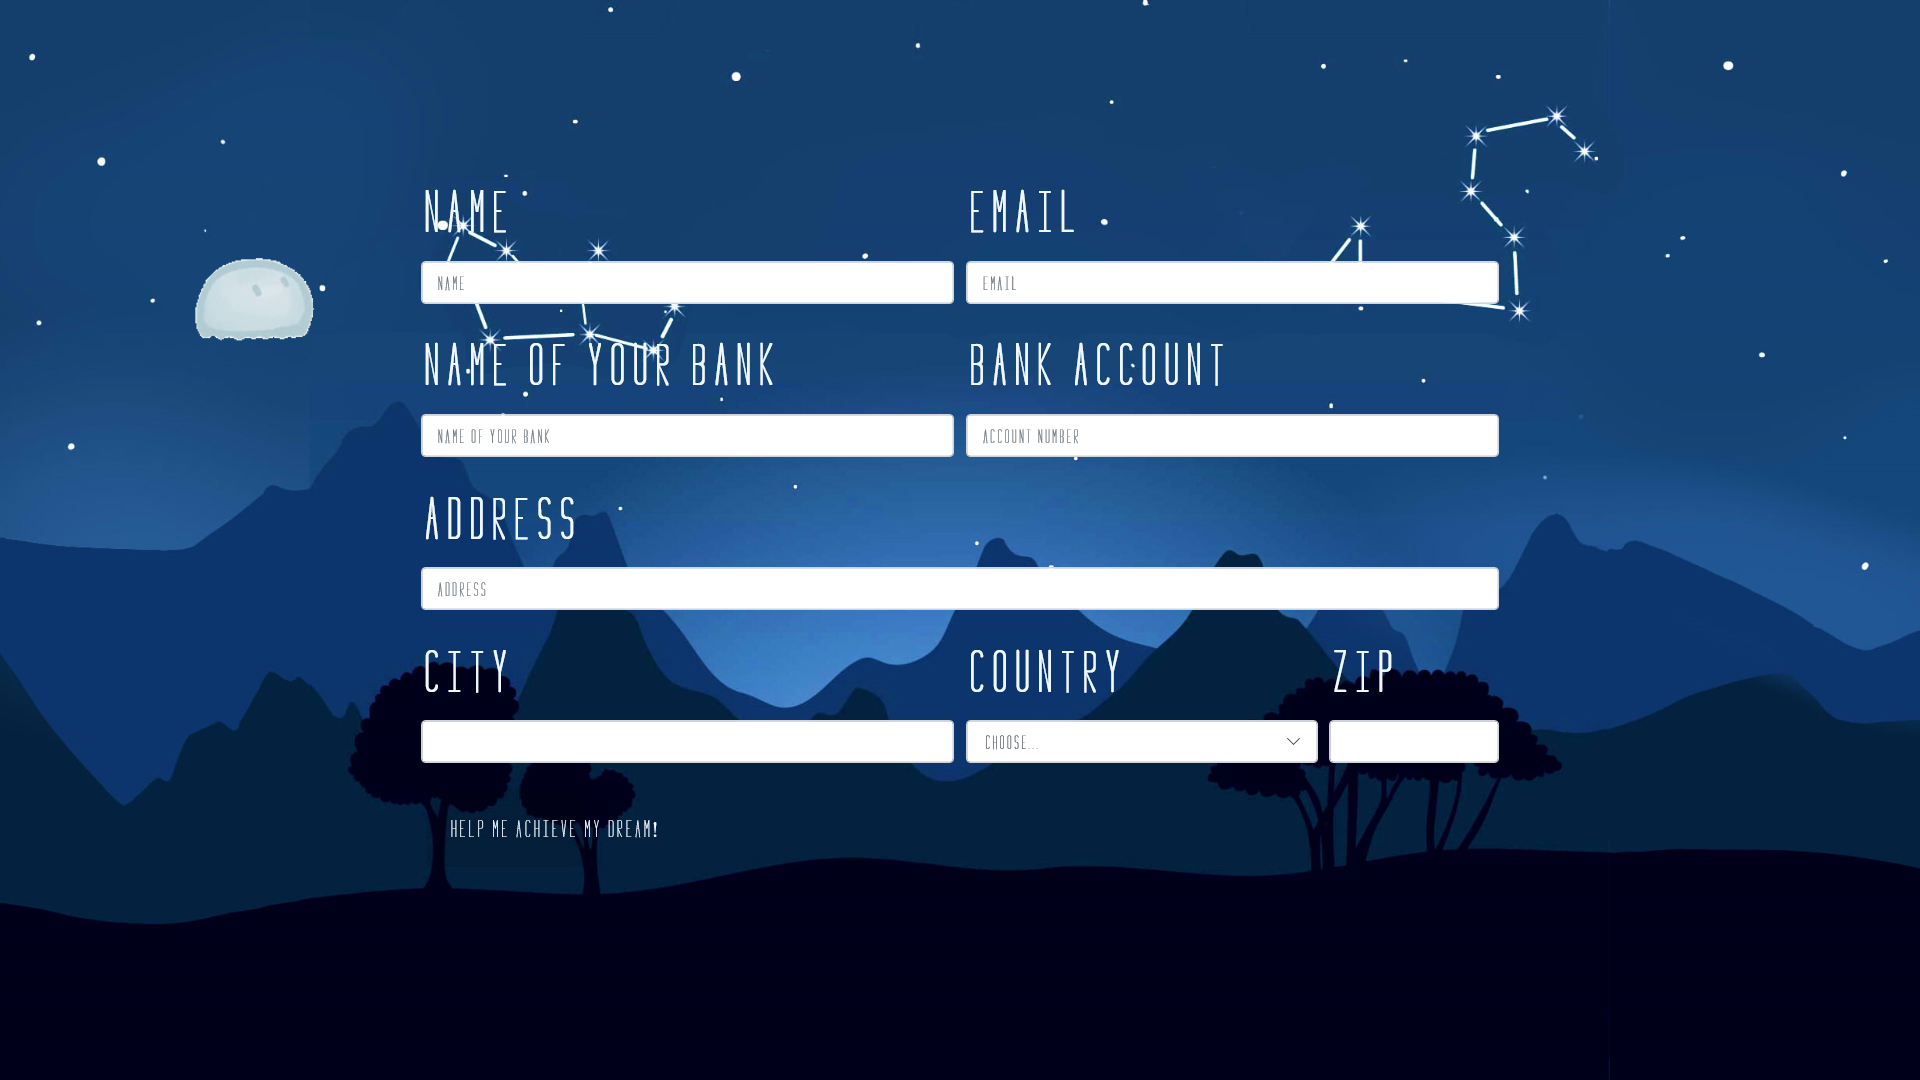 NAME EMAIL
NAME EMAIL
NAME OF YOUR BANK BANK ACCOUNT
NAME OF YOUR BANK ACCOUNT NUMBER
ADDRESS
ADDRESS
CITY COUNTRY ZIP
CHOOSE...
HELP ME ACHIEVE MY DREAM!